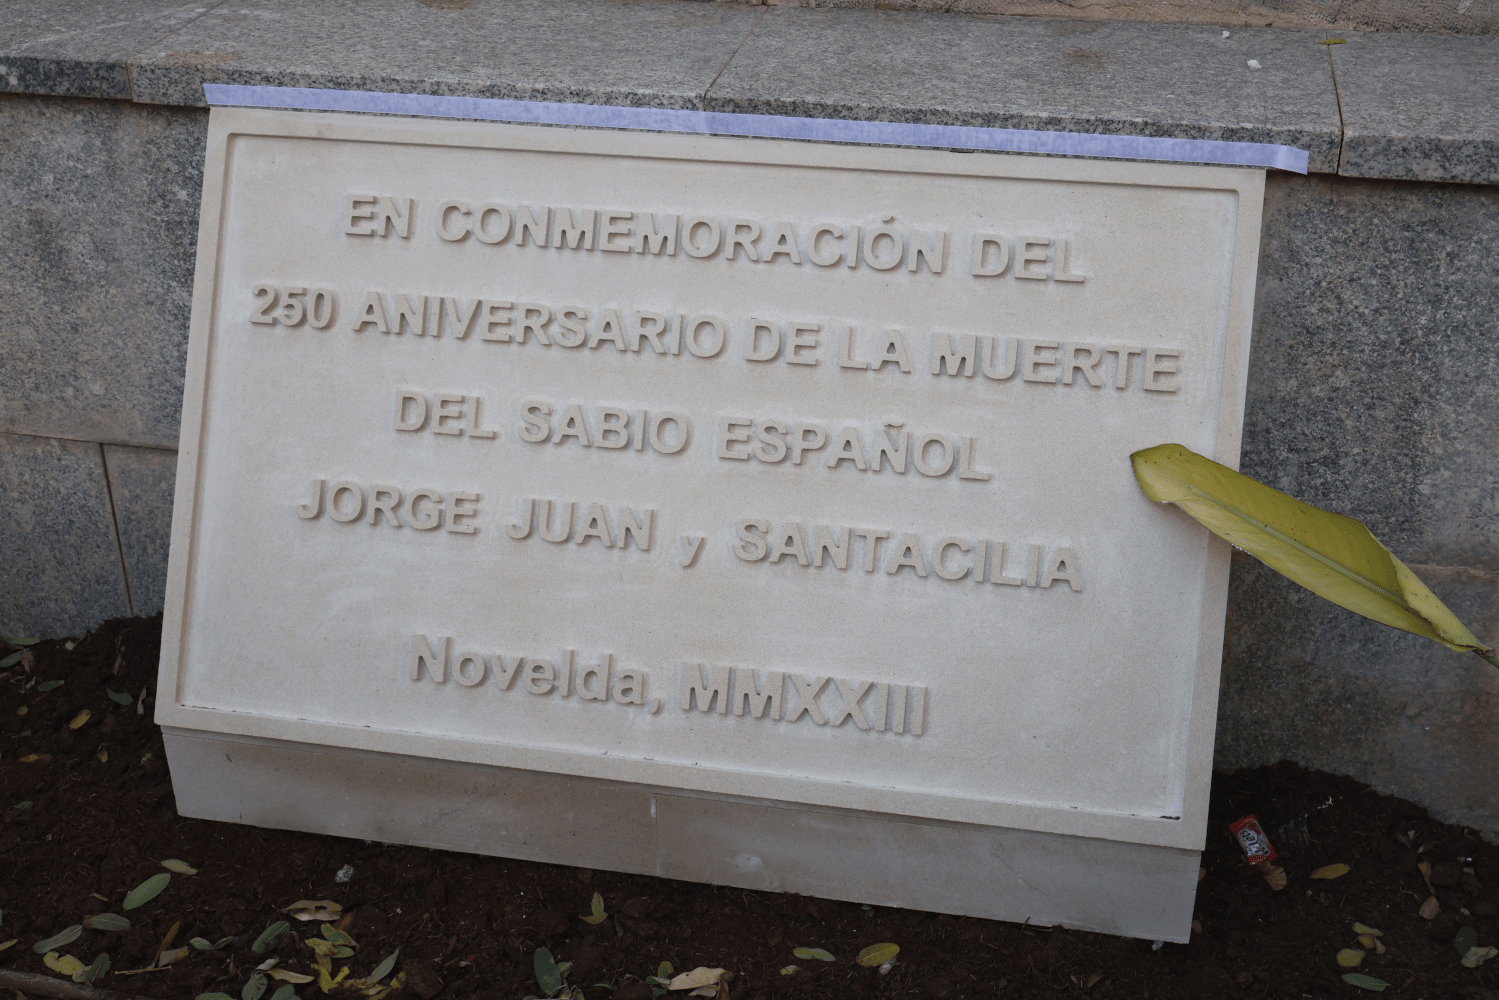 EN CONMEMORACIÓN DEL
250 ANIVERSARIO DE LA MUERTE
DEL SABIO ESPAÑOL
JORGE JUAN y SANTACILIA
Novelda, MMXXIII